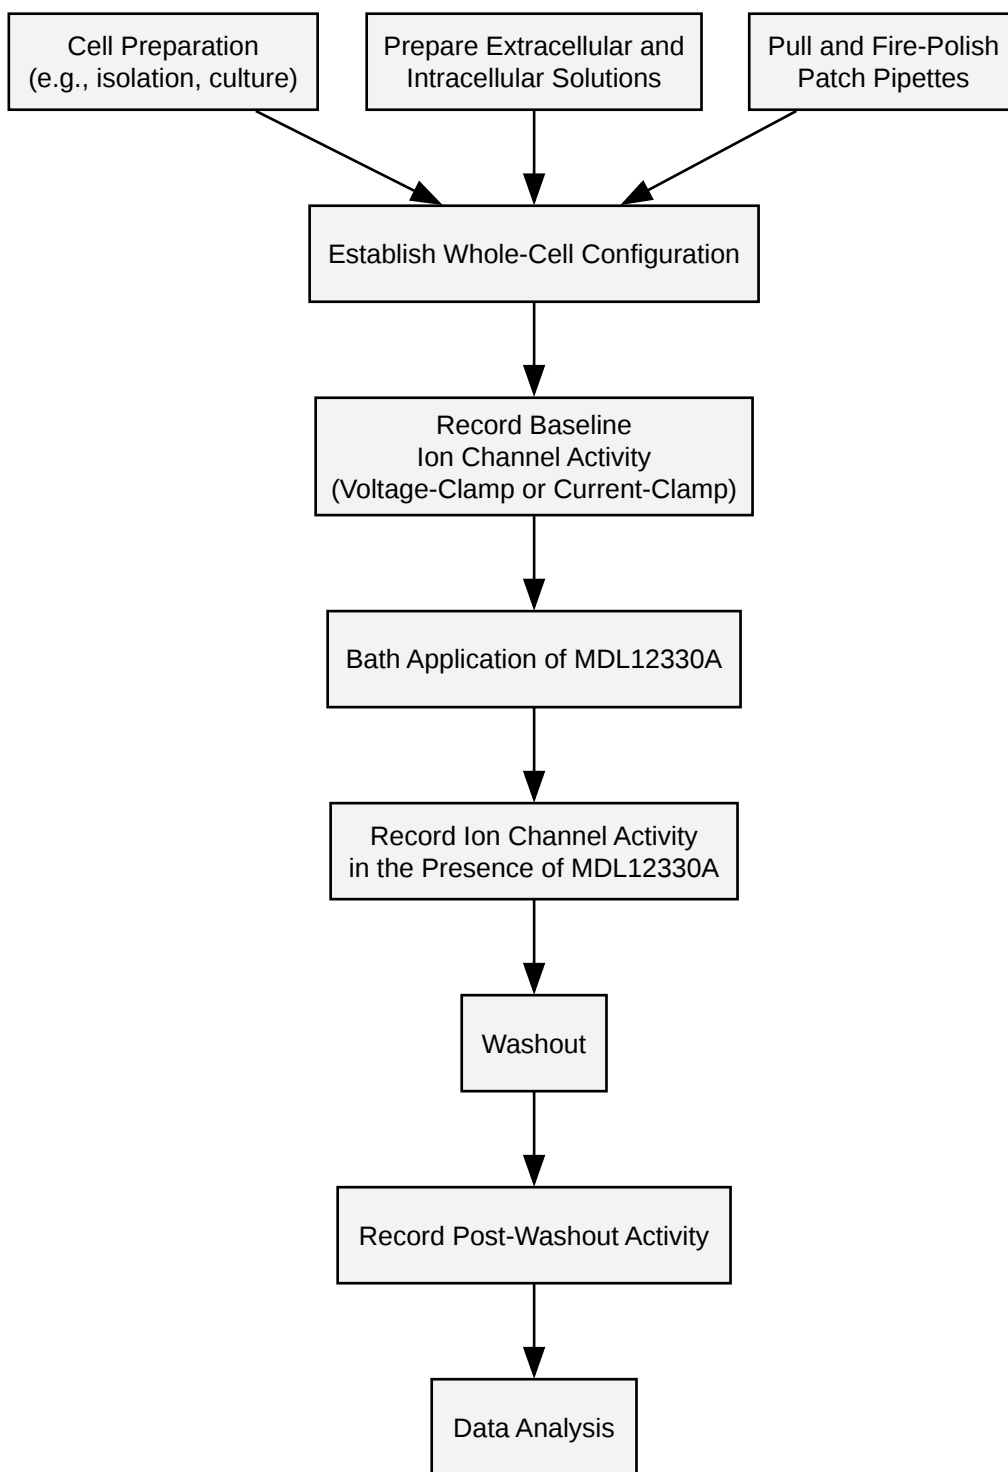 Cell Preparation
(e.g., isolation, culture)
Prepare Extracellular and
Intracellular Solutions
Pull and Fire-Polish
Patch Pipettes
Establish Whole-Cell Configuration
Record Baseline
Ion Channel Activity
(Voltage-Clamp or Current-Clamp)
Bath Application of MDL12330A
Record Ion Channel Activity
in the Presence of MDL12330A
Washout
Record Post-Washout Activity
Data Analysis